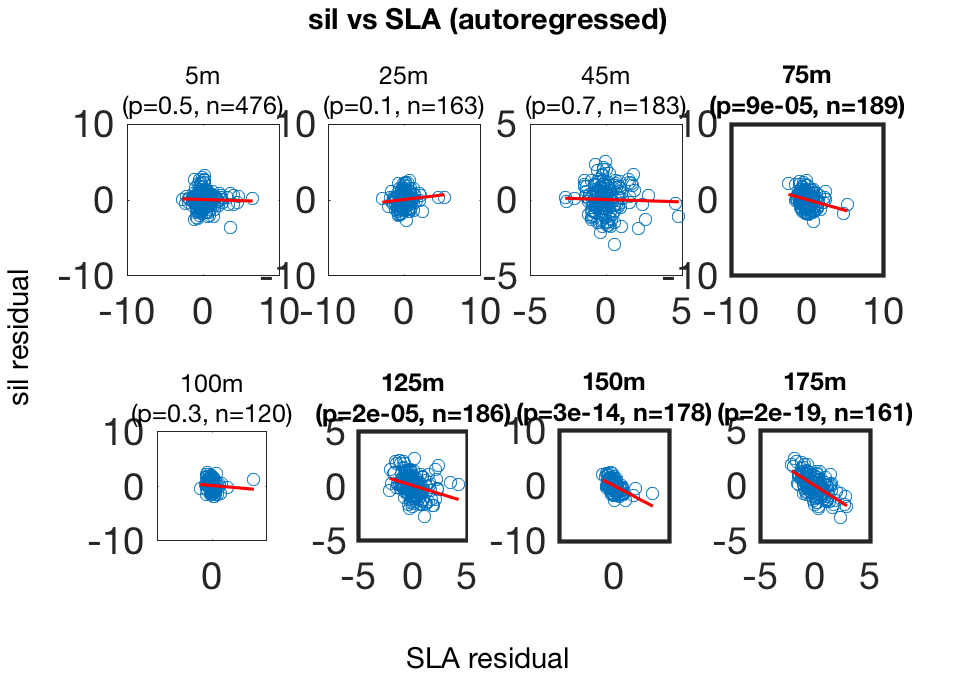 sil vs SLA (autoregressed)
5m
(p=0.5, n=476)
25m
(p=0.1, n=163)
45m
(p=0.7, n=183)
75m
(p=9e-05, n=189)
10
0
-10
-10 0 10
10
0
-10
-10 0 10
5
0
-5
-5 0 5
10
0
-10
-10 0 10
sil residual
100m
(p=0.3, n=120)
125m
(p=2e-05, n=186)
150m
(p=3e-14, n=178)
175m
(p=2e-19, n=161)
10
0
-10
0
5
0
-5
-5 0 5
10
0
-10
0
5
0
-5
-5 0 5
SLA residual